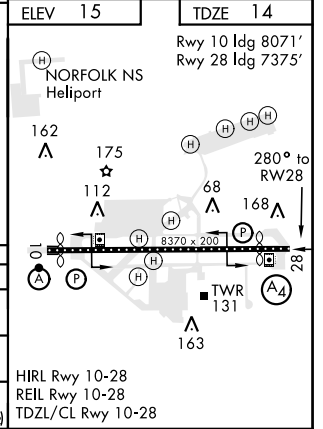 ELEV 15
TDZE 14
Rwy 10 ldg 8071'
Rwy 28 ldg 7375'
H
NORFOLK NS
Heliport
H H H
H
162
175
280° to
RW28
112
68
168
H
P
H
8370 x 200
10
28
H
H
A
P
A4
TWR
131
163
HIRL Rwy 10-28
REIL Rwy 10-28
TDZL/CL Rwy 10-28